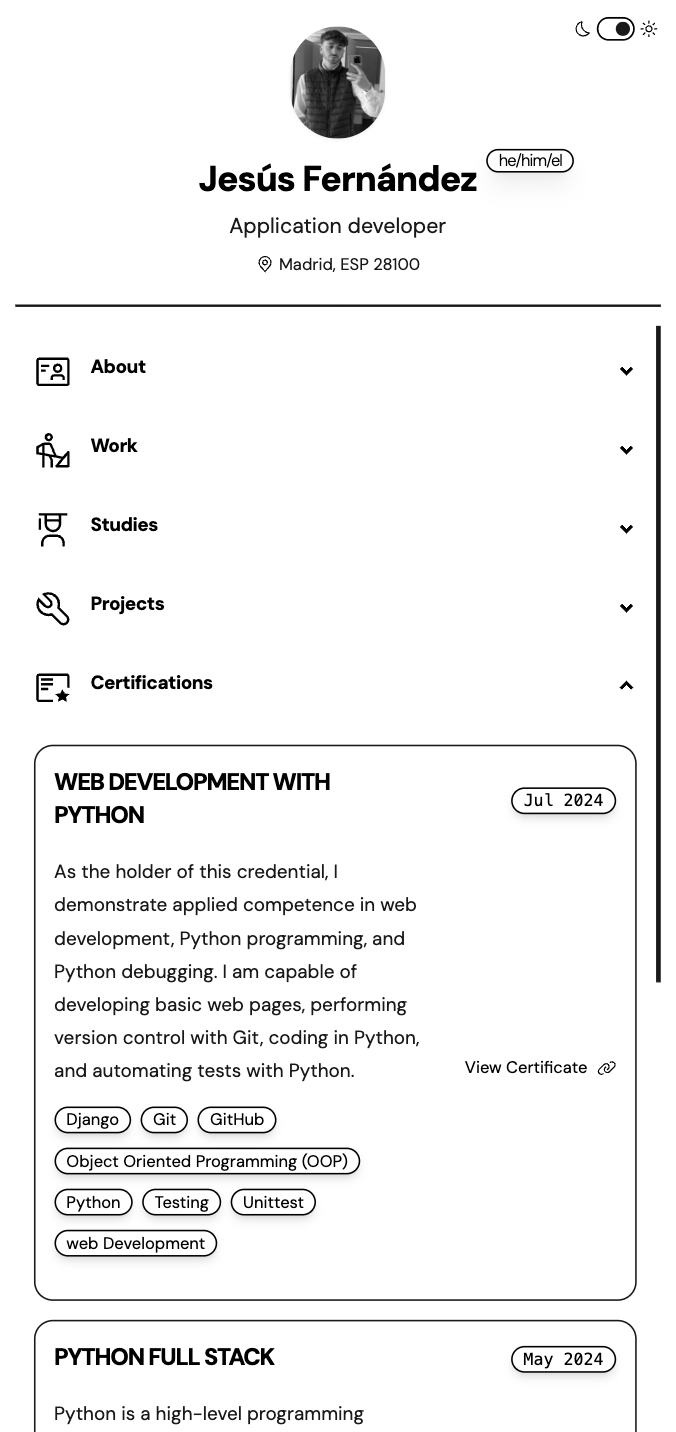 Jesús Fernández
he/him/el
Application developer
Madrid, ESP 28100
About
Work
Studies
Projects
Certifications
WEB DEVELOPMENT WITH
PYTHON
Jul 2024
As the holder of this credential, I
demonstrate applied competence in web
development, Python programming, and
Python debugging. I am capable of
developing basic web pages, performing
version control with Git, coding in Python,
and automating tests with Python.
View Certificate
Django Git GitHub
Object Oriented Programming (OOP)
Python Testing Unittest
web Development
PYTHON FULL STACK
May 2024
Python is a high-level programming